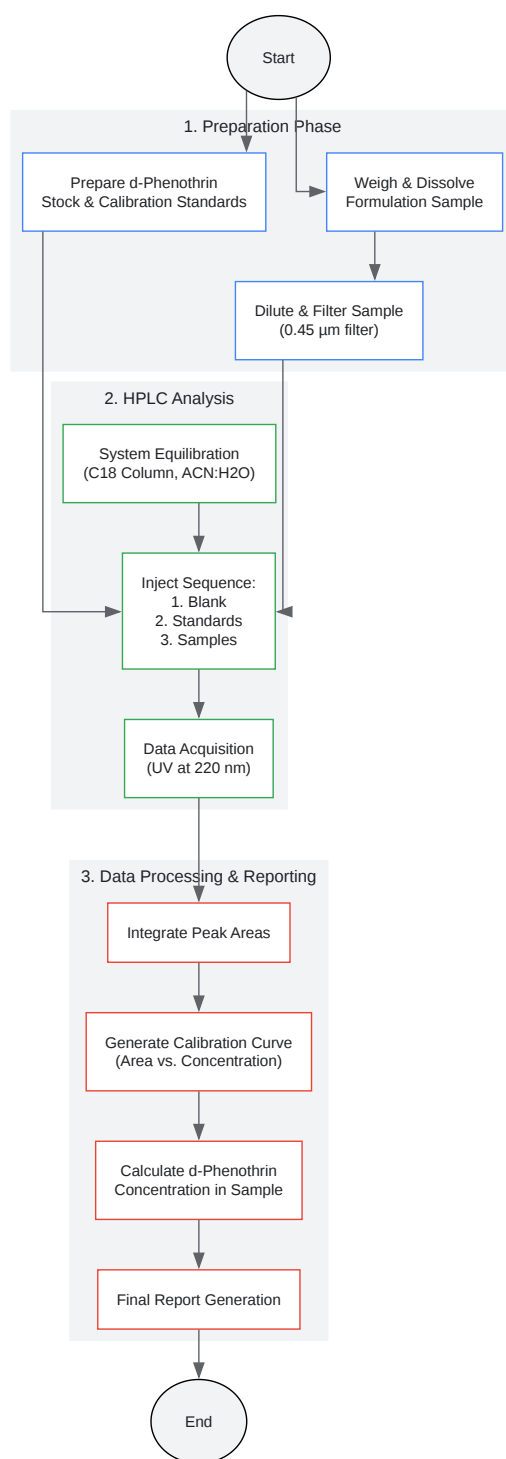 Start
1. Preparation Phase
Prepare d-Phenothrin
Stock & Calibration Standards
Weigh & Dissolve
Formulation Sample
Dilute & Filter Sample
(0.45 µm filter)
2. HPLC Analysis
System Equilibration
(C18 Column, ACN:H2O)
Inject Sequence:
1. Blank
2. Standards
3. Samples
Data Acquisition
(UV at 220 nm)
3. Data Processing & Reporting
Integrate Peak Areas
Generate Calibration Curve
(Area vs. Concentration)
Calculate d-Phenothrin
Concentration in Sample
Final Report Generation
End